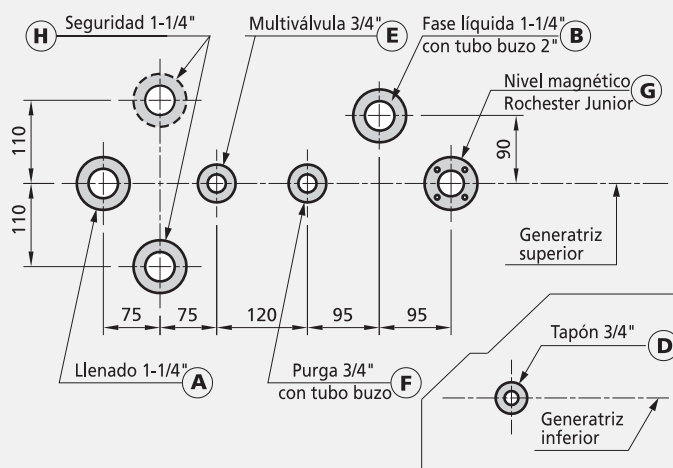 Seguridad 1-1/4"
H
Multiválvula 3/4"
E
Fase líquida 1-1/4"
con tubo buzo 2"
B
Nivel magnético
Rochester Junior
G
110
110
90
Generatriz
superior
75
75
120
95
95
Llenado 1-1/4"
A
Purga 3/4"
con tubo buzo
F
Tapón 3/4"
D
Generatriz
inferior